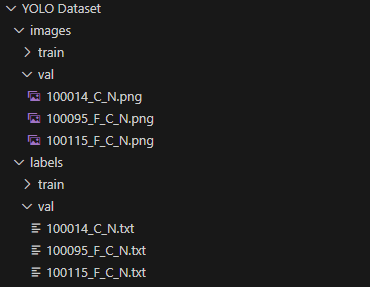 YOLO Dataset
images
train
val
100014_C_N.png
100095_F_C_N.png
100115_F_C_N.png
labels
train
val
100014_C_N.txt
100095_F_C_N.txt
100115_F_C_N.txt